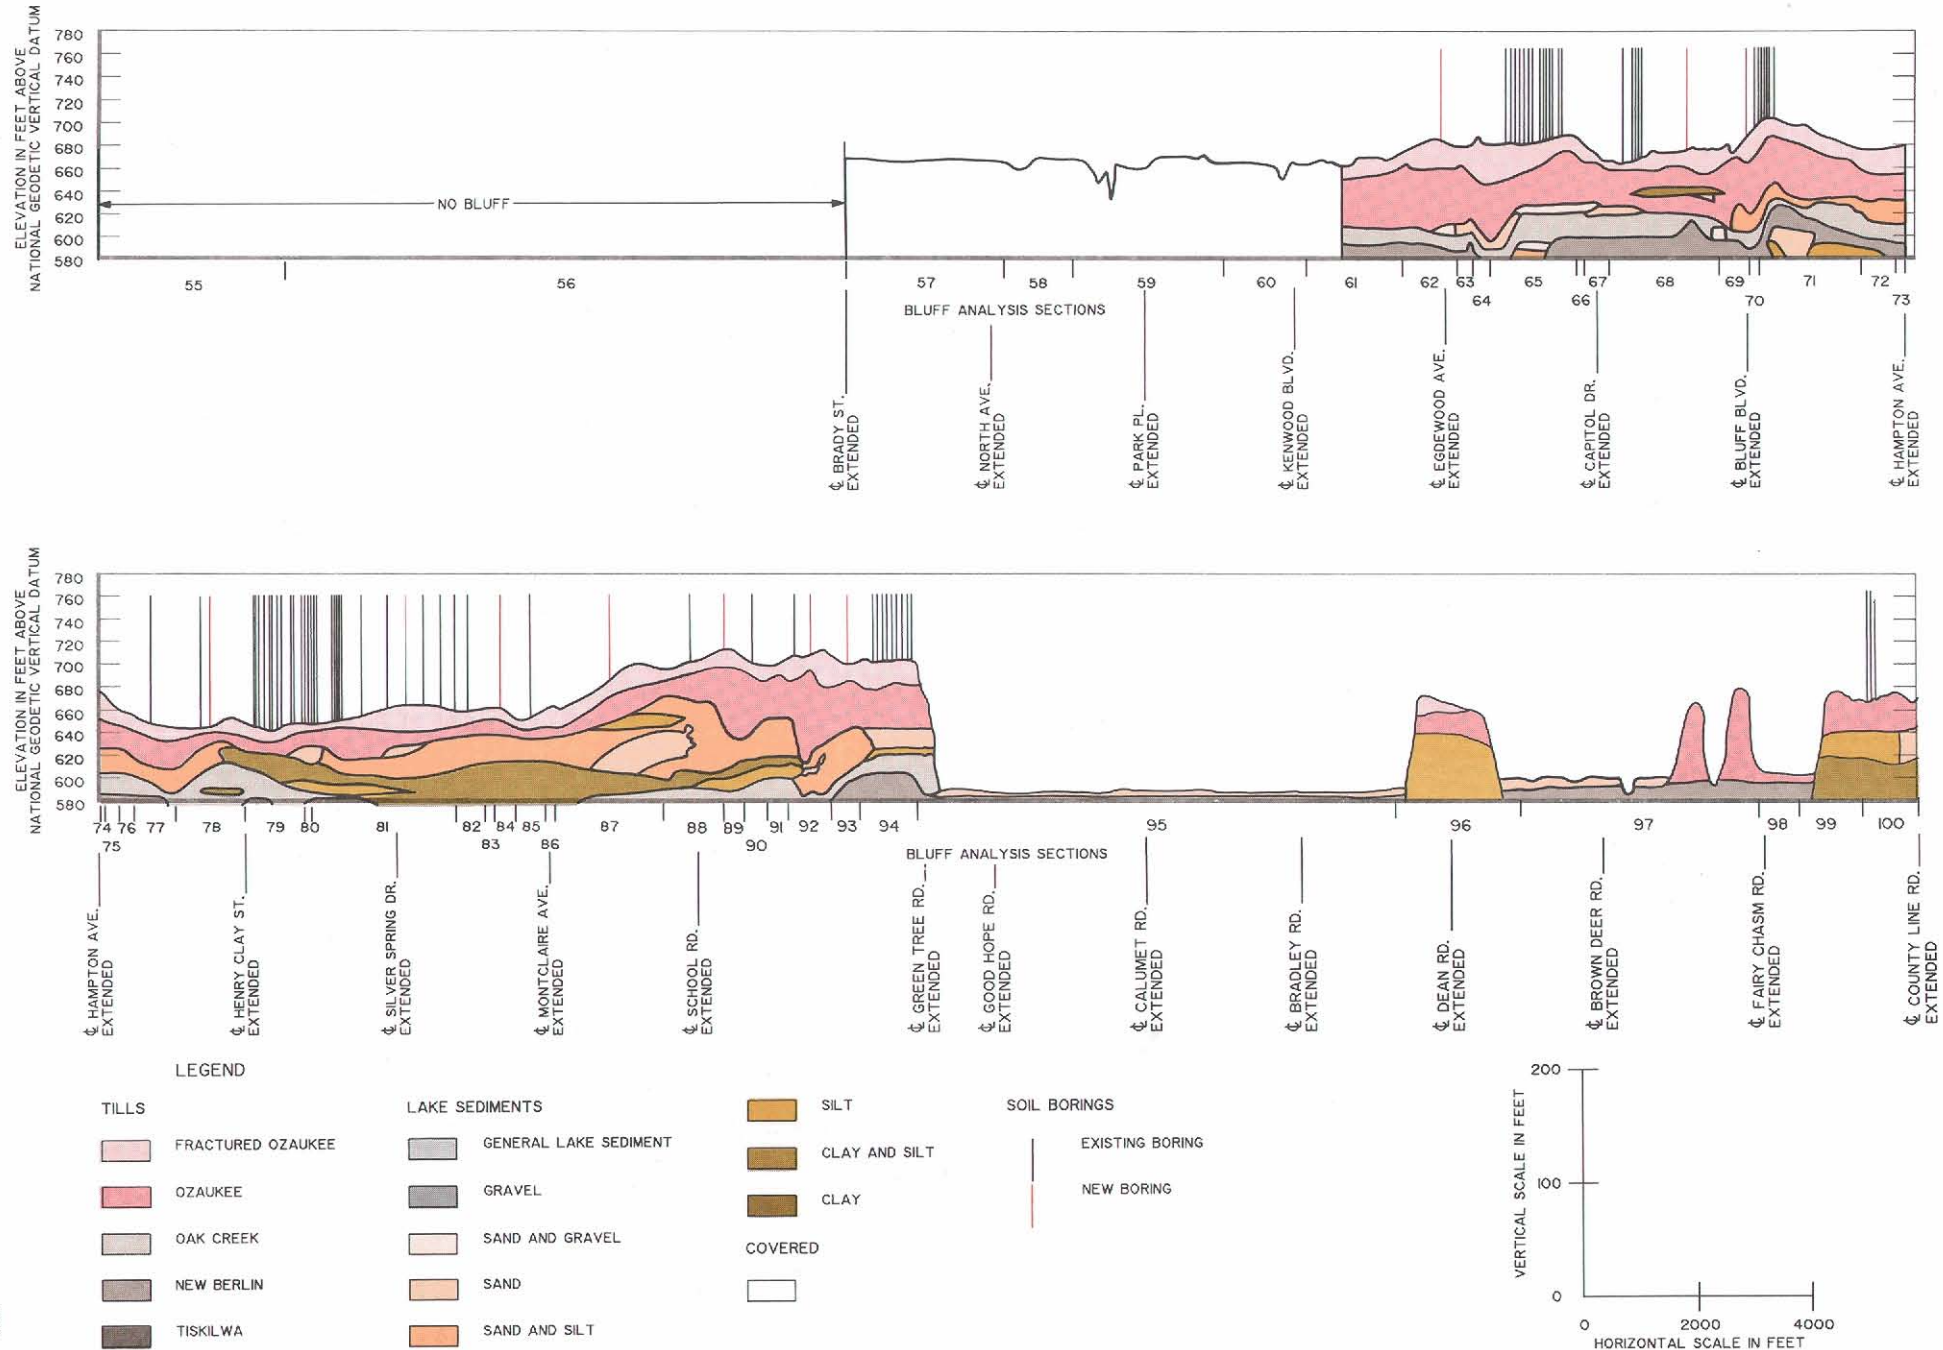 ELEVATION IN FEET ABOVE
NATIONAL GEODETIC VERTICAL DATUM
780
760
740
720
700
680
660
640
620
600
580
NO BLUFF
55
56
57
58
59
60
61
62
63
64
65
66
67
68
69
70
71
72
73
BLUFF ANALYSIS SECTIONS
℄ BRADY ST.
EXTENDED
℄ NORTH AVE.
EXTENDED
℄ PARK PL.
EXTENDED
℄ KENWOOD BLVD.
EXTENDED
℄ EGDEWOOD AVE.
EXTENDED
℄ CAPITOL DR.
EXTENDED
℄ BLUFF BLVD.
EXTENDED
℄ HAMPTON AVE.
EXTENDED
ELEVATION IN FEET ABOVE
NATIONAL GEODETIC VERTICAL DATUM
780
760
740
720
700
680
660
640
620
600
580
74
75
76
77
78
79
80
81
82
83
84
85
86
87
88
89
90
91
92
93
94
95
96
97
98
99
100
BLUFF ANALYSIS SECTIONS
℄ HAMPTON AVE.
EXTENDED
℄ HENRY CLAY ST.
EXTENDED
℄ SILVER SPRING DR.
EXTENDED
℄ MONTCLAIRE AVE.
EXTENDED
℄ SCHOOL RD.
EXTENDED
℄ GREEN TREE RD.
EXTENDED
℄ GOOD HOPE RD.
EXTENDED
℄ CALUMET RD.
EXTENDED
℄ BRADLEY RD.
EXTENDED
℄ DEAN RD.
EXTENDED
℄ BROWN DEER RD.
EXTENDED
℄ FAIRY CHASM RD.
EXTENDED
℄ COUNTY LINE RD.
EXTENDED
LEGEND
TILLS
FRACTURED OZAUKEE
OZAUKEE
OAK CREEK
NEW BERLIN
TISKILWA
LAKE SEDIMENTS
GENERAL LAKE SEDIMENT
GRAVEL
SAND AND GRAVEL
SAND
SAND AND SILT
SILT
CLAY AND SILT
CLAY
COVERED
SOIL BORINGS
EXISTING BORING
NEW BORING
VERTICAL SCALE IN FEET
200
100
0
0
2000
4000
HORIZONTAL SCALE IN FEET